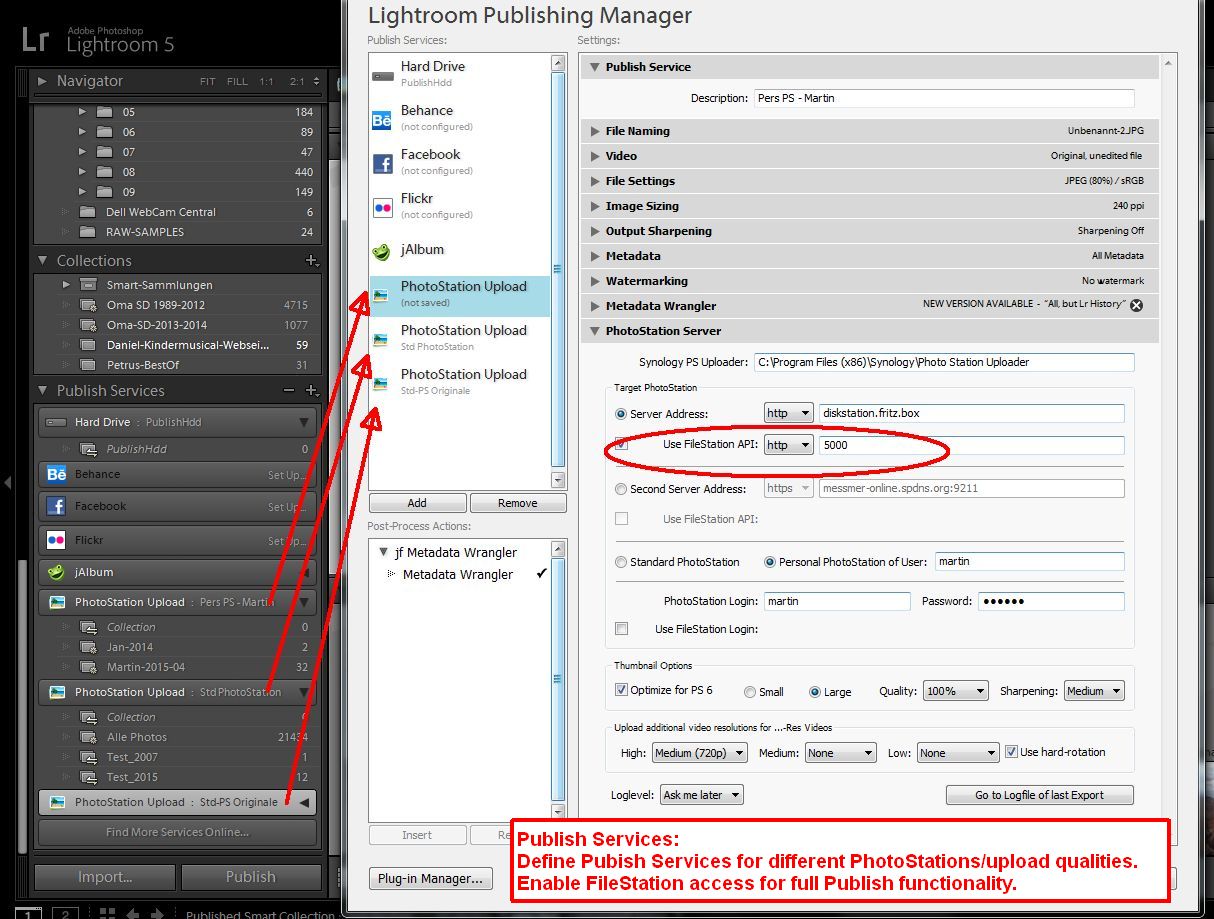 Lr
Adobe Photoshop
Lightroom 5
Navigator FIT FILL 1:1 2:1
05 184
06 89
07 47
08 440
09 149
Dell WebCam Central 6
RAW-SAMPLES 24
Collections
Smart-Sammlungen
Oma SD 1989-2012 4715
Oma-SD-2013-2014 1077
Daniel-Kindermusical-Websei... 59
Petrus-BestOf 31
Publish Services
Hard Drive : PublishHdd
PublishHdd 0
Bē Behance Set Up...
f Facebook Set Up...
Flickr Set Up...
jAlbum
PhotoStation Upload : Pers PS - Martin
Collection 0
Jan-2014 2
Martin-2015-04 32
PhotoStation Upload : Std PhotoStation
Collection
Alle Photos 21434
Test_2007 1
Test_2015 12
PhotoStation Upload : Std-PS Originale
Find More Services Online...
Import... Publish
1 2 Published Smart Collection :
Lightroom Publishing Manager
Publish Services:
Hard Drive
PublishHdd
Bē Behance
(not configured)
f Facebook
(not configured)
Flickr
(not configured)
jAlbum
PhotoStation Upload
(not saved)
PhotoStation Upload
Std PhotoStation
PhotoStation Upload
Std-PS Originale
Add Remove
Post-Process Actions:
jf Metadata Wrangler
Metadata Wrangler
Insert
Plug-in Manager...
Settings:
Publish Service
Description: Pers PS - Martin
File Naming Unbenannt-2.JPG
Video Original, unedited file
File Settings JPEG (80%) / sRGB
Image Sizing 240 ppi
Output Sharpening Sharpening Off
Metadata All Metadata
Watermarking No watermark
Metadata Wrangler NEW VERSION AVAILABLE - "All, but Lr History"
PhotoStation Server
Synology PS Uploader: C:\Program Files (x86)\Synology\Photo Station Uploader
Target PhotoStation
Server Address: http diskstation.fritz.box
Use FileStation API: http 5000
Second Server Address: https messmer-online.spdns.org:9211
Use FileStation API:
Standard PhotoStation Personal PhotoStation of User: martin
PhotoStation Login: martin Password: ••••••
Use FileStation Login:
Thumbnail Options
Optimize for PS 6 Small Large Quality: 100% Sharpening: Medium
Upload additional video resolutions for ...-Res Videos
High: Medium (720p) Medium: None Low: None Use hard-rotation
Loglevel: Ask me later Go to Logfile of last Export
Publish Services:
Define Pubish Services for different PhotoStations/upload qualities.
Enable FileStation access for full Publish functionality.